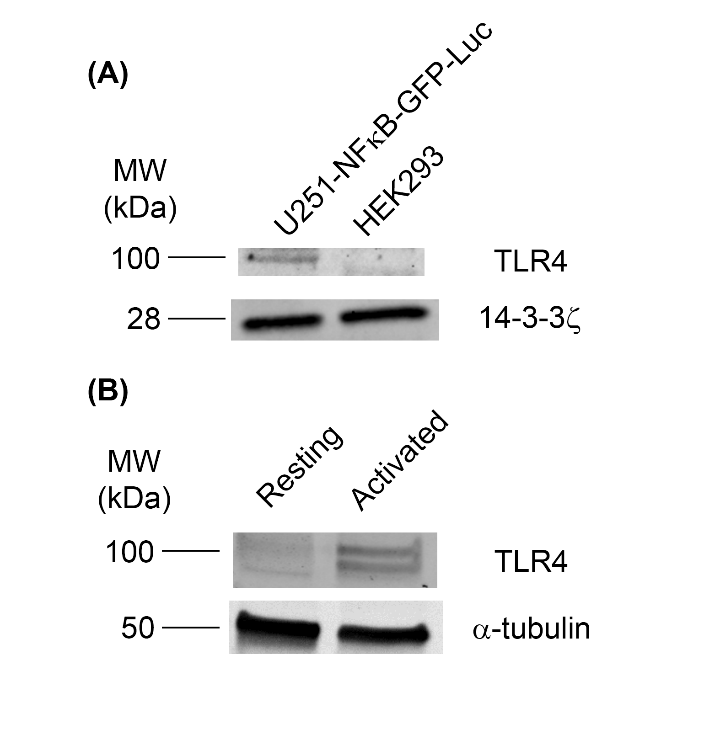 (A)
U251-NFκB-GFP-Luc
HEK293
MW
(kDa)
100
TLR4
28
14-3-3ζ
(B)
Resting
Activated
MW
(kDa)
100
TLR4
50
α-tubulin